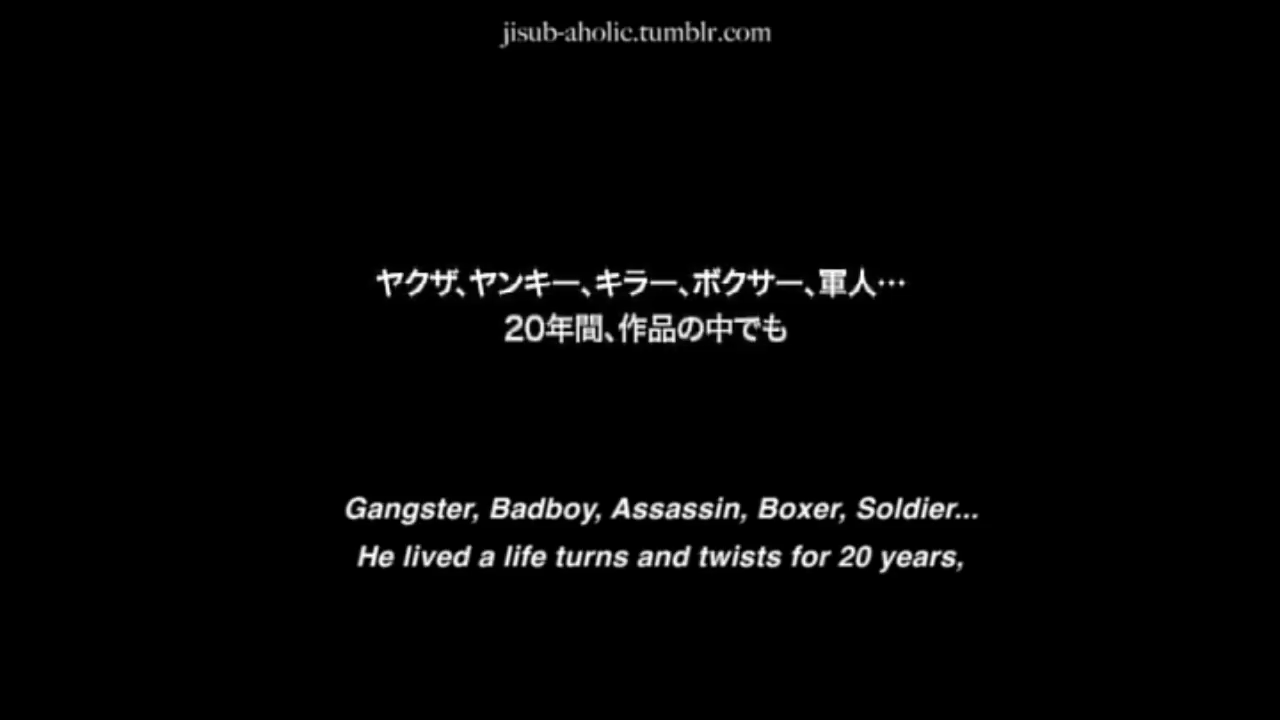 jisub-aholic.tumblr.com
ヤクザ、ヤンキー、キラー、ボクサー、軍人…
20年間、作品の中でも
Gangster, Badboy, Assassin, Boxer, Soldier...
He lived a life turns and twists for 20 years,